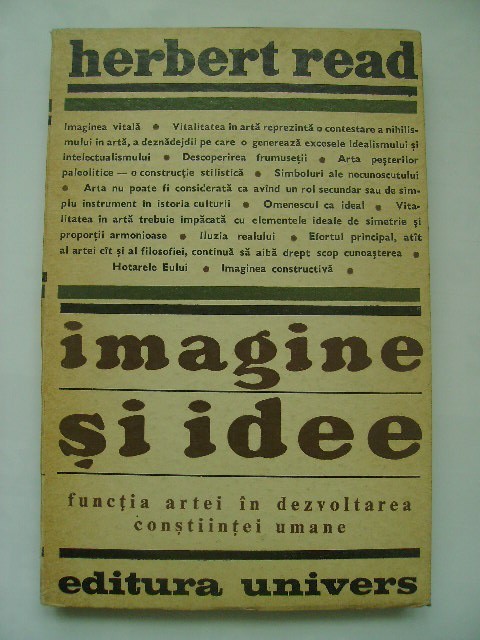 herbert read
Imaginea vitală • Vitalitatea în artă reprezintă o contestare a nihilis-
mului în artă, a deznădejdii pe care o generează excesele idealismului și
intelectualismului • Descoperirea frumuseții • Arta peșterilor
paleolitice — o construcție stilistică • Simboluri ale necunoscutului
• Arta nu poate fi considerată ca avînd un rol secundar sau de sim-
plu instrument în istoria culturii • Omenescul ca ideal • Vita-
litatea în artă trebuie împăcată cu elementele ideale de simetrie și
proporții armonioase • Iluzia realului • Efortul principal, atît
al artei cît și al filosofiei, continuă să aibă drept scop cunoașterea •
Hotarele Eului • Imaginea constructivă •
imagine
și idee
funcția artei în dezvoltarea
conștiinței umane
editura univers